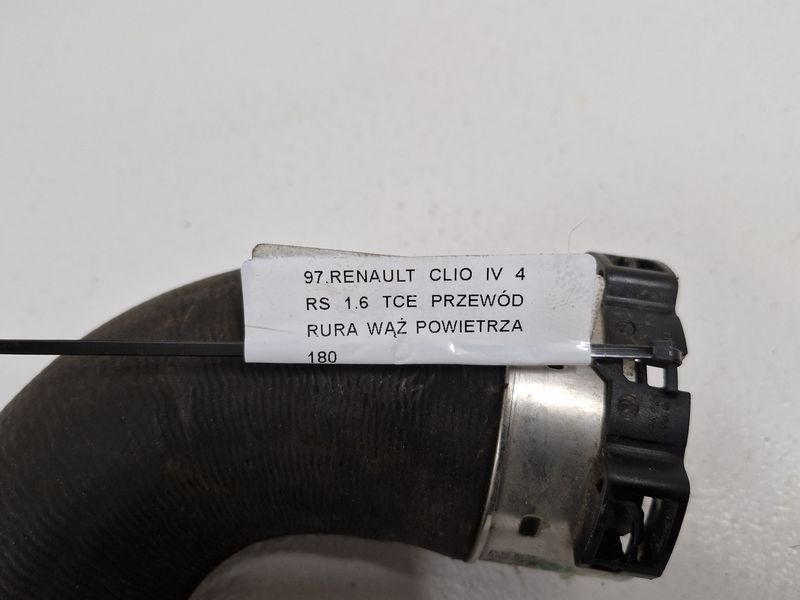 97.RENAULT CLIO IV 4
RS 1.6 TCE PRZEWÓD
RURA WĄŻ POWIETRZA
180